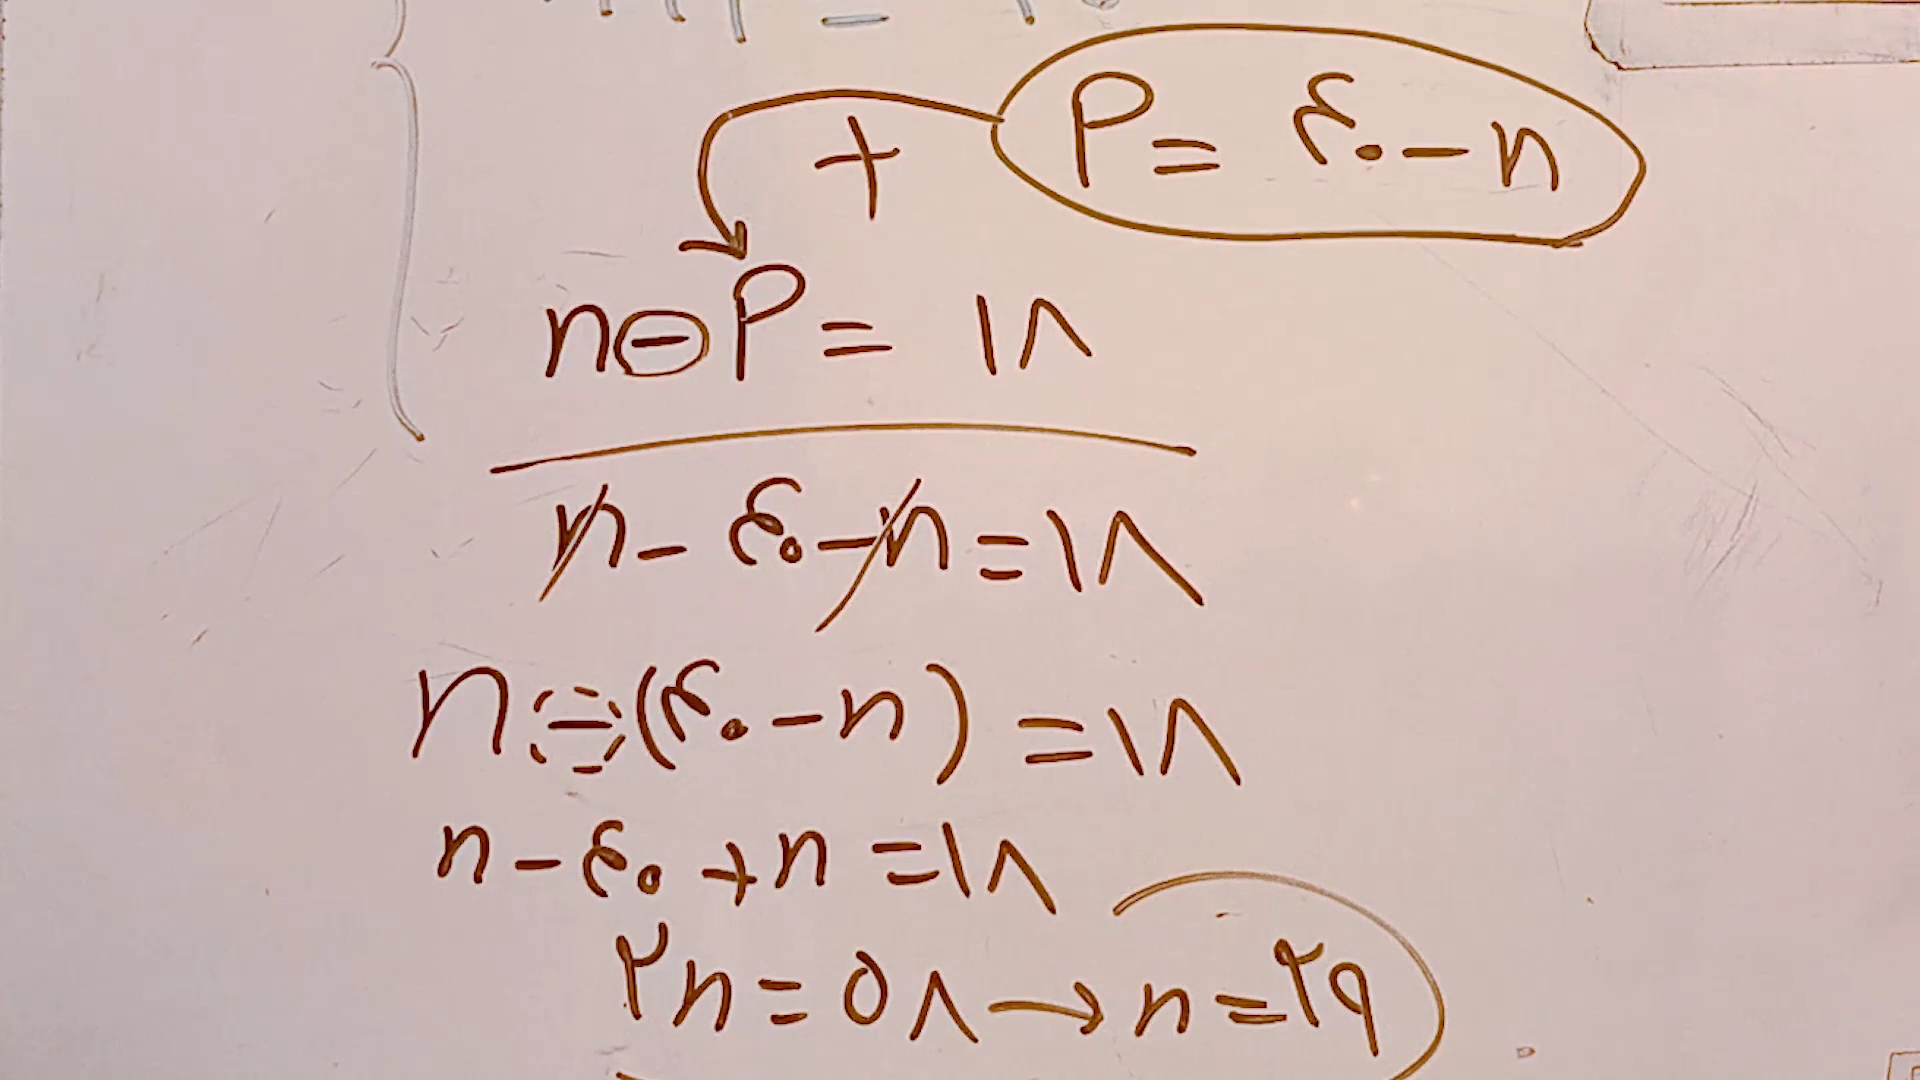 P = ۴۰ - n
+
n - P = ۱۸
n - ۴۰ - n = ۱۸
n - (۴۰ - n) = ۱۸
n - ۴۰ + n = ۱۸
۲n = ۵۸ → n = ۲۹